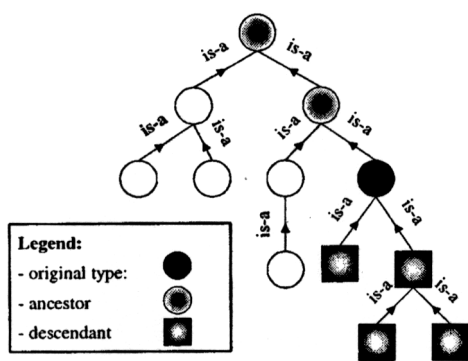 is-a is-a
is-a is-a is-a is-a
is-a is-a is-a
is-a is-a
Legend:
- original type:
- ancestor
- descendant